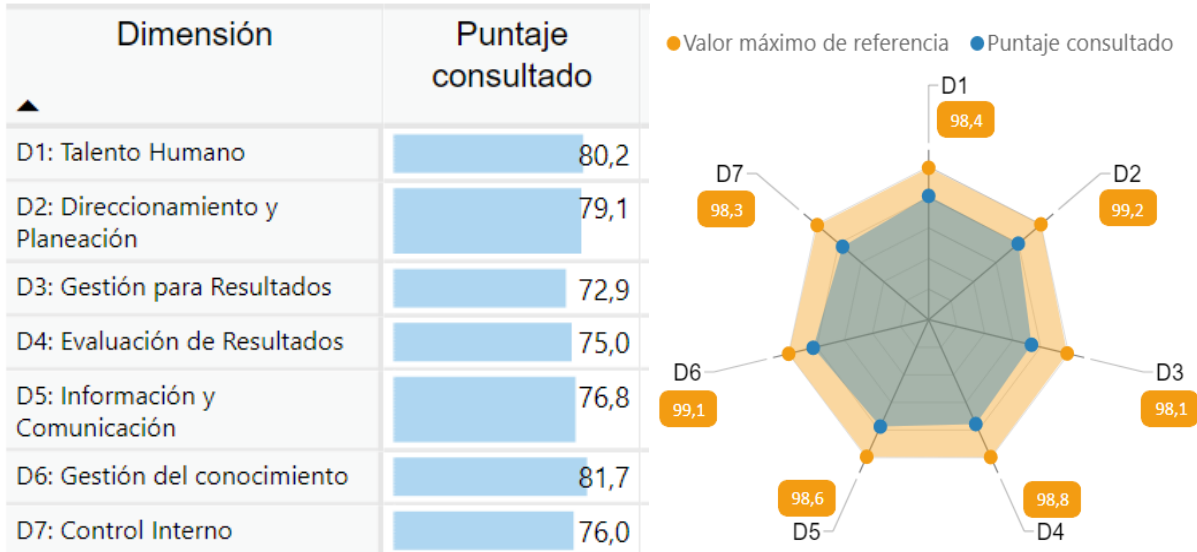 Dimensión
Puntaje
consultado
D1: Talento Humano
80,2
D2: Direccionamiento y
Planeación
79,1
D3: Gestión para Resultados
72,9
D4: Evaluación de Resultados
75,0
D5: Información y
Comunicación
76,8
D6: Gestión del conocimiento
81,7
D7: Control Interno
76,0
Valor máximo de referencia
Puntaje consultado
D1
98,4
D7
98,3
D2
99,2
D6
99,1
D3
98,1
98,6
D5
98,8
D4